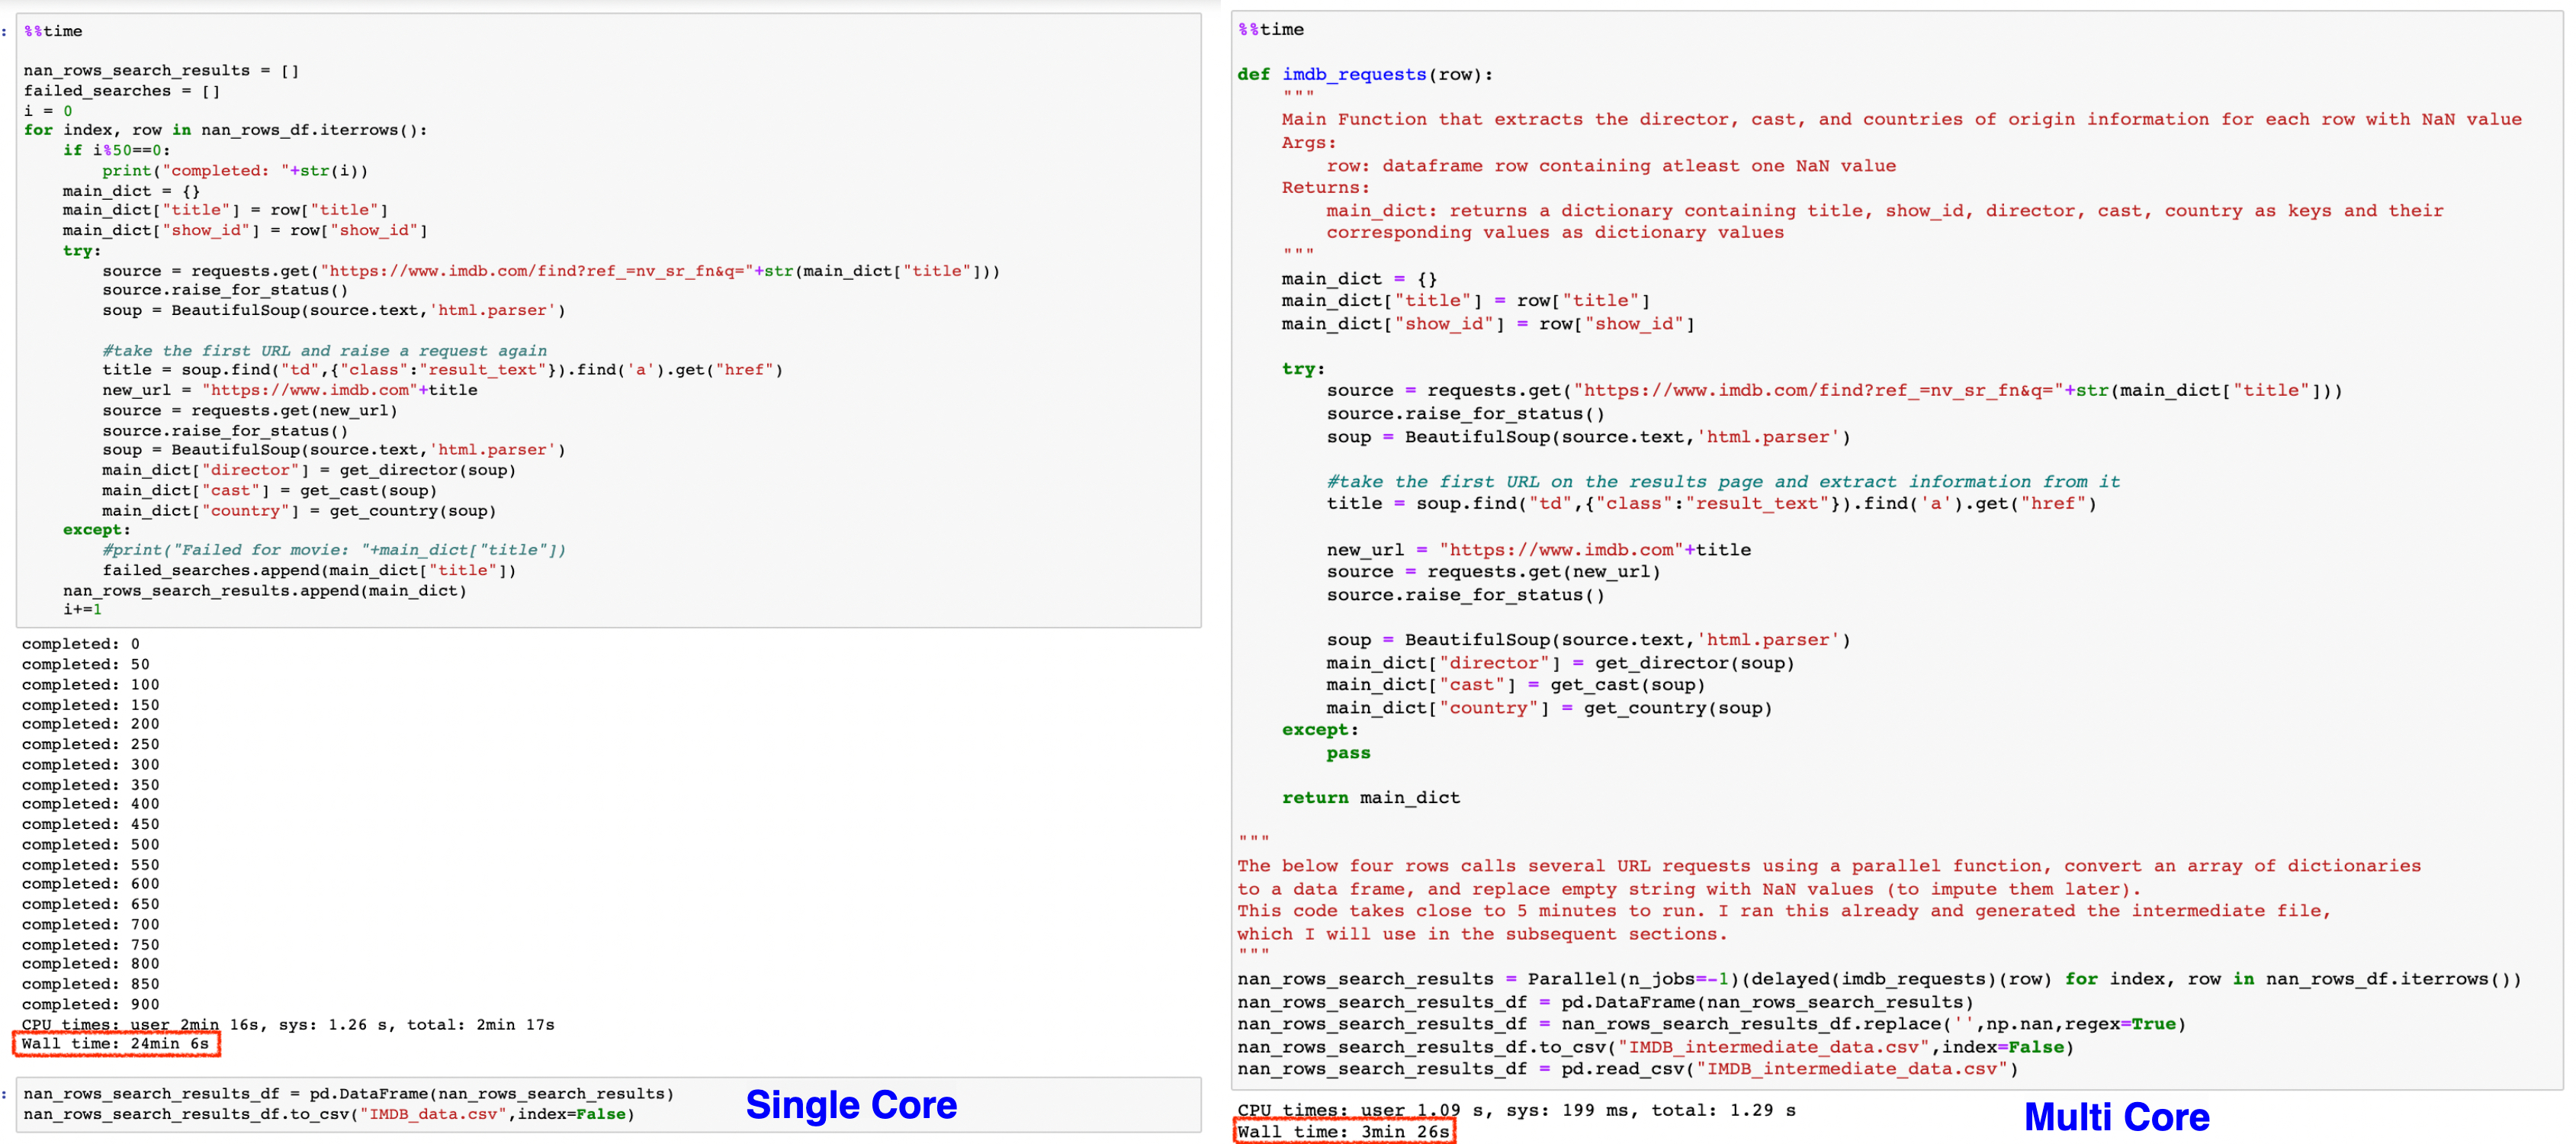 %%time
nan_rows_search_results = []
failed_searches = []
i = 0
for index, row in nan_rows_df.iterrows():
    if i%50==0:
        print("completed: "+str(i))
    main_dict = {}
    main_dict["title"] = row["title"]
    main_dict["show_id"] = row["show_id"]
    try:
        source = requests.get("https://www.imdb.com/find?ref_=nv_sr_fn&q="+str(main_dict["title"]))
        source.raise_for_status()
        soup = BeautifulSoup(source.text,'html.parser')
        #take the first URL and raise a request again
        title = soup.find("td",{"class":"result_text"}).find('a').get("href")
        new_url = "https://www.imdb.com"+title
        source = requests.get(new_url)
        source.raise_for_status()
        soup = BeautifulSoup(source.text,'html.parser')
        main_dict["director"] = get_director(soup)
        main_dict["cast"] = get_cast(soup)
        main_dict["country"] = get_country(soup)
    except:
        #print("Failed for movie: "+main_dict["title"])
        failed_searches.append(main_dict["title"])
    nan_rows_search_results.append(main_dict)
    i+=1
completed: 0
completed: 50
completed: 100
completed: 150
completed: 200
completed: 250
completed: 300
completed: 350
completed: 400
completed: 450
completed: 500
completed: 550
completed: 600
completed: 650
completed: 700
completed: 750
completed: 800
completed: 850
completed: 900
CPU times: user 2min 16s, sys: 1.26 s, total: 2min 17s
Wall time: 24min 6s
nan_rows_search_results_df = pd.DataFrame(nan_rows_search_results)
nan_rows_search_results_df.to_csv("IMDB_data.csv",index=False)
Single Core
%%time
def imdb_requests(row):
    """
    Main Function that extracts the director, cast, and countries of origin information for each row with NaN value
    Args:
        row: dataframe row containing atleast one NaN value
    Returns:
        main_dict: returns a dictionary containing title, show_id, director, cast, country as keys and their
        corresponding values as dictionary values
    """
    main_dict = {}
    main_dict["title"] = row["title"]
    main_dict["show_id"] = row["show_id"]
    try:
        source = requests.get("https://www.imdb.com/find?ref_=nv_sr_fn&q="+str(main_dict["title"]))
        source.raise_for_status()
        soup = BeautifulSoup(source.text,'html.parser')
        #take the first URL on the results page and extract information from it
        title = soup.find("td",{"class":"result_text"}).find('a').get("href")
        new_url = "https://www.imdb.com"+title
        source = requests.get(new_url)
        source.raise_for_status()
        soup = BeautifulSoup(source.text,'html.parser')
        main_dict["director"] = get_director(soup)
        main_dict["cast"] = get_cast(soup)
        main_dict["country"] = get_country(soup)
    except:
        pass
    return main_dict
"""
The below four rows calls several URL requests using a parallel function, convert an array of dictionaries
to a data frame, and replace empty string with NaN values (to impute them later).
This code takes close to 5 minutes to run. I ran this already and generated the intermediate file,
which I will use in the subsequent sections.
"""
nan_rows_search_results = Parallel(n_jobs=-1)(delayed(imdb_requests)(row) for index, row in nan_rows_df.iterrows())
nan_rows_search_results_df = pd.DataFrame(nan_rows_search_results)
nan_rows_search_results_df = nan_rows_search_results_df.replace('',np.nan,regex=True)
nan_rows_search_results_df.to_csv("IMDB_intermediate_data.csv",index=False)
nan_rows_search_results_df = pd.read_csv("IMDB_intermediate_data.csv")
CPU times: user 1.09 s, sys: 199 ms, total: 1.29 s
Wall time: 3min 26s
Multi Core